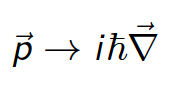 p⃗ → iħ∇⃗